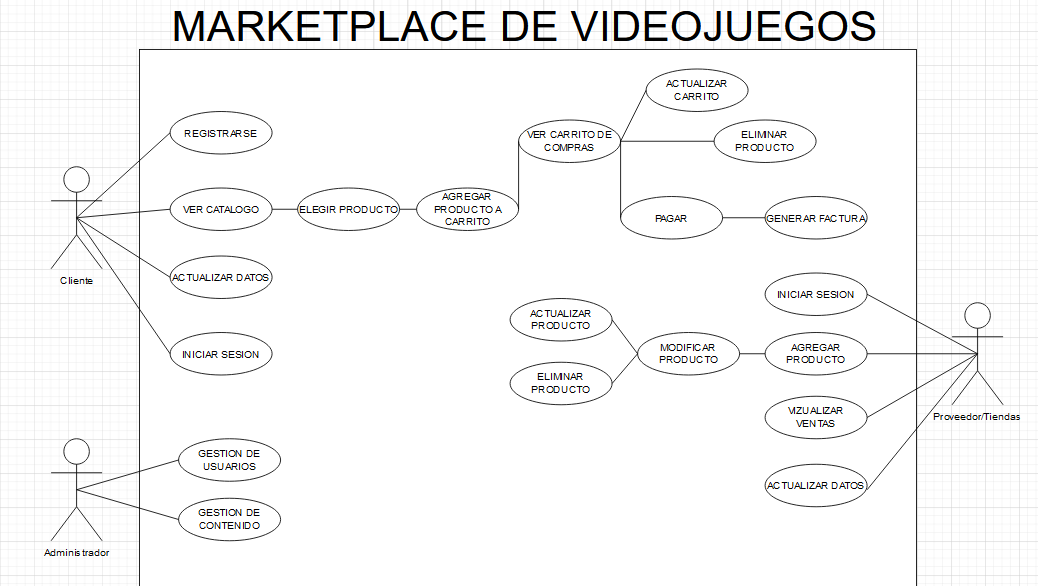 MARKETPLACE DE VIDEOJUEGOS
ACTUALIZAR
CARRITO
REGISTRARSE
VER CARRITO DE
COMPRAS
ELIMINAR
PRODUCTO
VER CATALOGO
ELEGIR PRODUCTO
AGREGAR
PRODUCTO A
CARRITO
PAGAR
GENERAR FACTURA
Cliente
ACTUALIZAR DATOS
INICIAR SESION
ACTUALIZAR
PRODUCTO
INICIAR SESION
MODIFICAR
PRODUCTO
AGREGAR
PRODUCTO
ELIMINAR
PRODUCTO
VIZUALIZAR
VENTAS
Proveedor/Tiendas
GESTION DE
USUARIOS
ACTUALIZAR DATOS
GESTION DE
CONTENIDO
Administrador